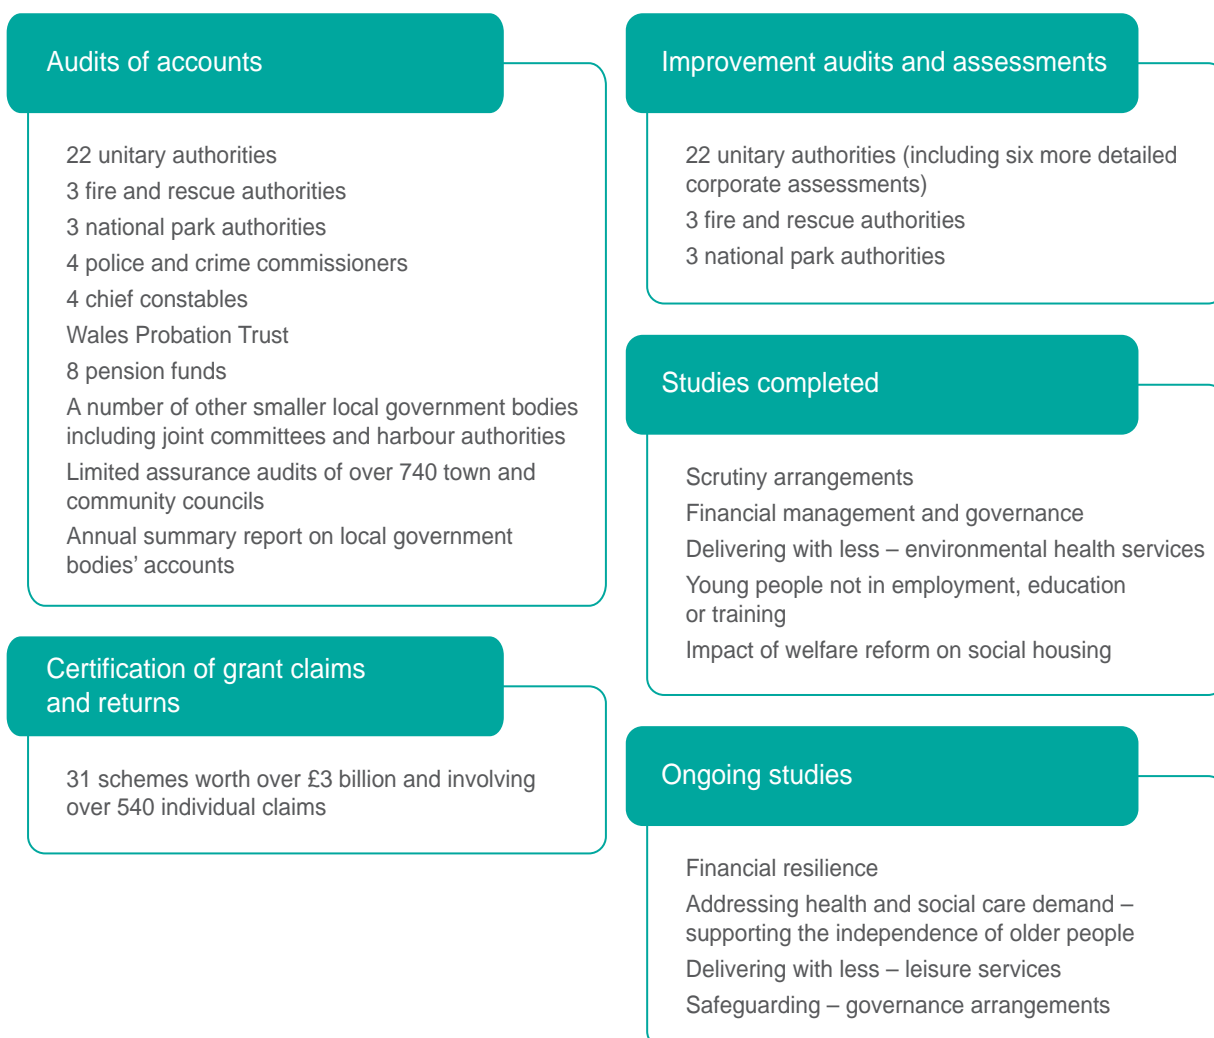 Audits of accounts
22 unitary authorities
3 fire and rescue authorities
3 national park authorities
4 police and crime commissioners
4 chief constables
Wales Probation Trust
8 pension funds
A number of other smaller local government bodies
including joint committees and harbour authorities
Limited assurance audits of over 740 town and
community councils
Annual summary report on local government
bodies’ accounts
Certification of grant claims
and returns
31 schemes worth over £3 billion and involving
over 540 individual claims
Improvement audits and assessments
22 unitary authorities (including six more detailed
corporate assessments)
3 fire and rescue authorities
3 national park authorities
Studies completed
Scrutiny arrangements
Financial management and governance
Delivering with less – environmental health services
Young people not in employment, education
or training
Impact of welfare reform on social housing
Ongoing studies
Financial resilience
Addressing health and social care demand –
supporting the independence of older people
Delivering with less – leisure services
Safeguarding – governance arrangements